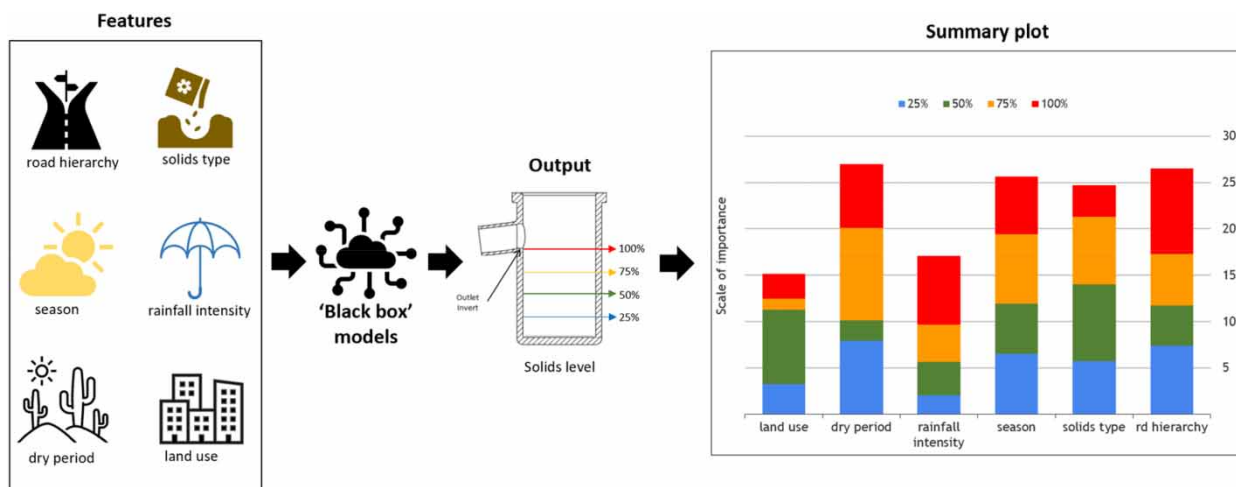 Features
road hierarchy
solids type
season
rainfall intensity
dry period
land use
'Black box'
models
Output
100%
75%
50%
25%
Outlet
Invert
Solids level
Summary plot
25% 50% 75% 100%
Scale of importance
30
25
20
15
10
5
land use dry period rainfall intensity season solids type rd hierarchy